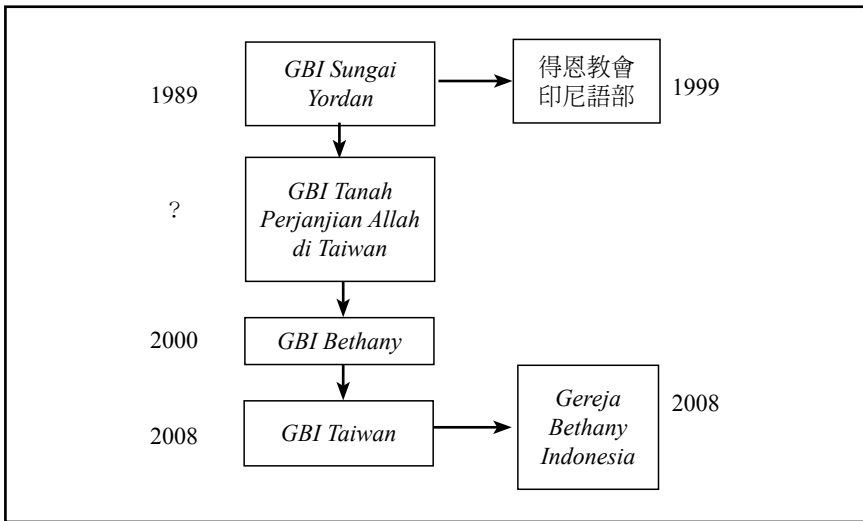 1989
GBI Sungai
Yordan
得恩教會
印尼語部
1999
?
GBI Tanah
Perjanjian Allah
di Taiwan
2000
GBI Bethany
2008
GBI Taiwan
Gereja
Bethany
Indonesia
2008